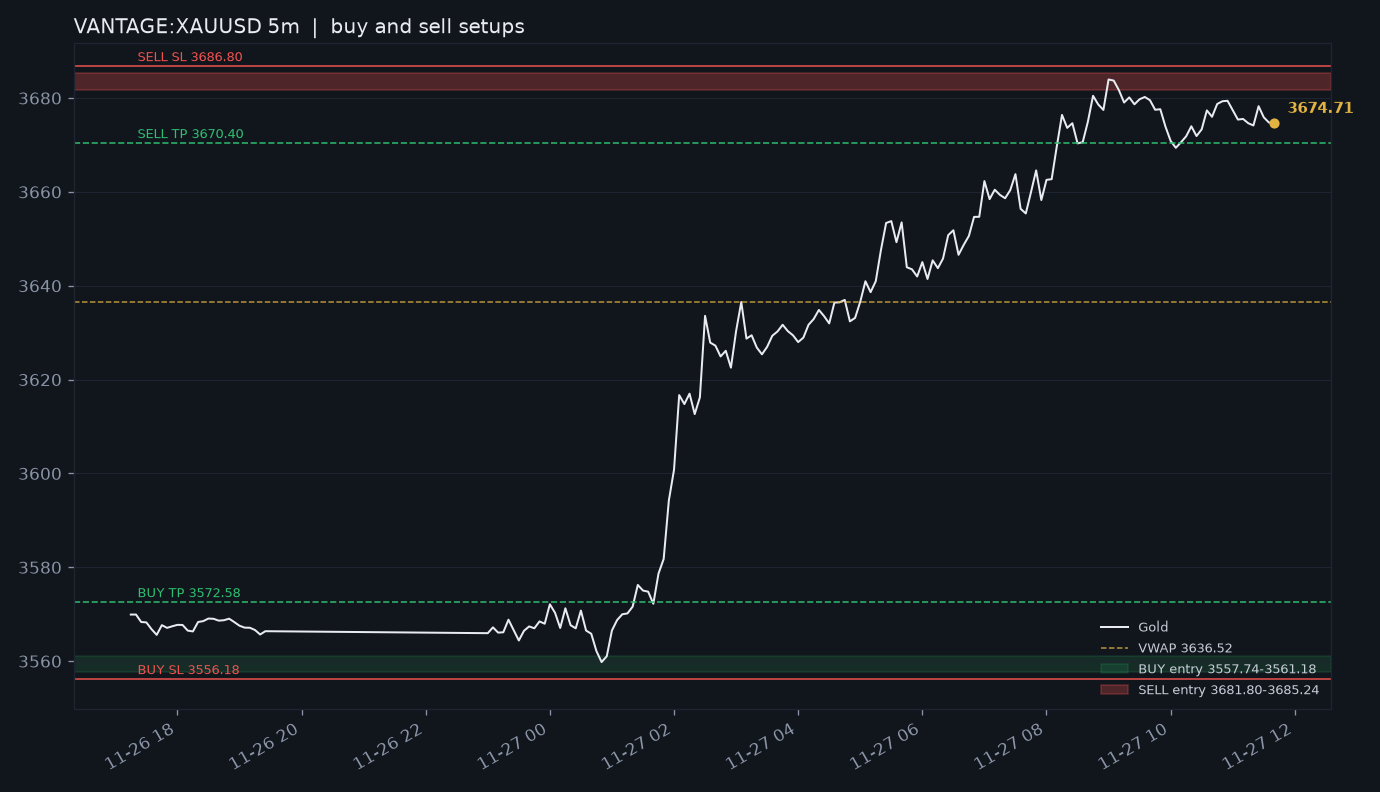 VANTAGE:XAUUSD 5m | buy and sell setups
SELL SL 3686.80
3680
3674.71
SELL TP 3670.40
3660
3640
3620
3600
3580
BUY TP 3572.58
Gold
VWAP 3636.52
3560
BUY SL 3556.18
BUY entry 3557.74-3561.18
SELL entry 3681.80-3685.24
11-26 18
11-26 20
11-26 22
11-27 00
11-27 02
11-27 04
11-27 06
11-27 08
11-27 10
11-27 12